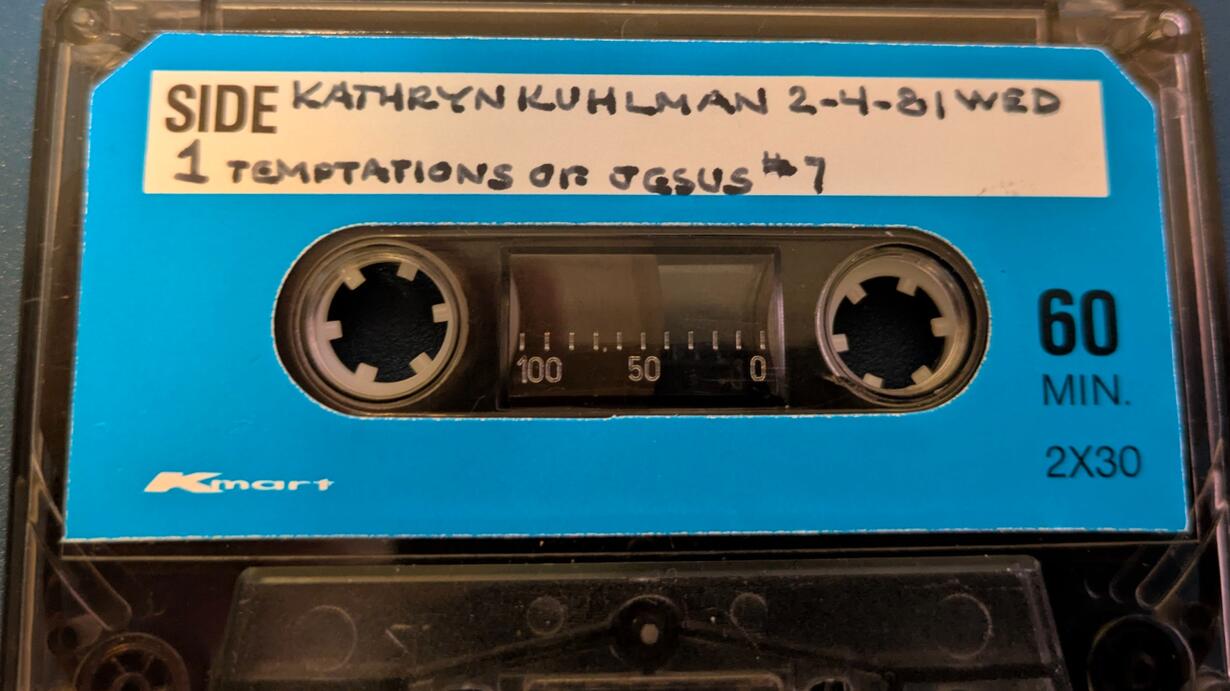 SIDE KATHRYN KUHLMAN 2-4-81 WED
1 TEMPTATIONS OF JESUS #7
100 50 0
60
MIN.
2X30
Kmart